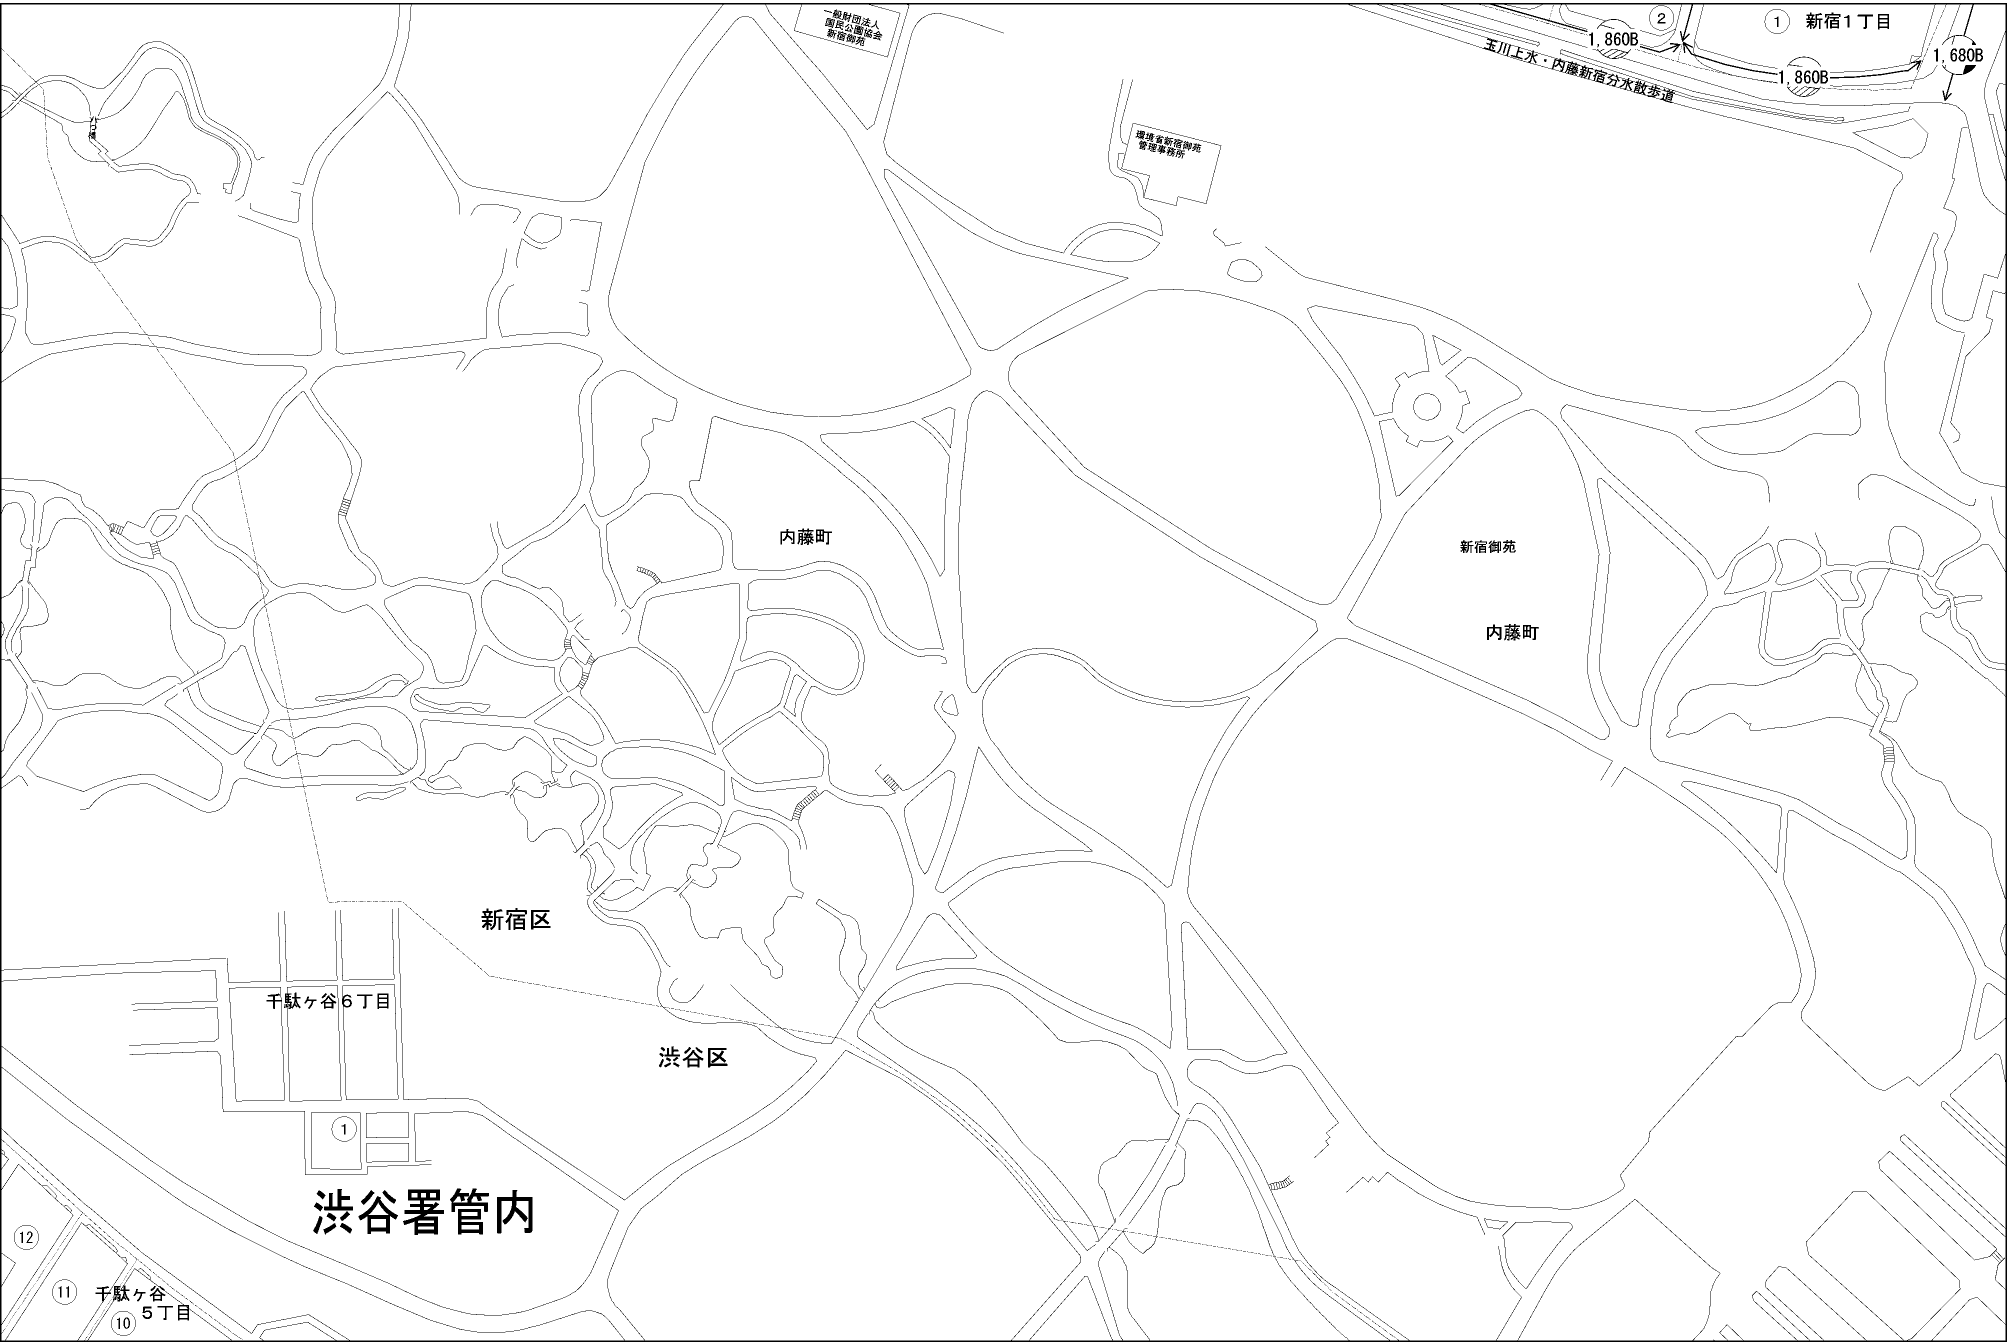 一般財団法人
国民公園協会
新宿御苑
2
1
新宿1丁目
1,860B
1,860B
1,680B
玉川上水・内藤新宿分水散歩道
八つ橋
環境省新宿御苑
管理事務所
内藤町
新宿御苑
内藤町
新宿区
千駄ヶ谷6丁目
渋谷区
1
渋谷署管内
12
11
千駄ヶ谷
5丁目
10